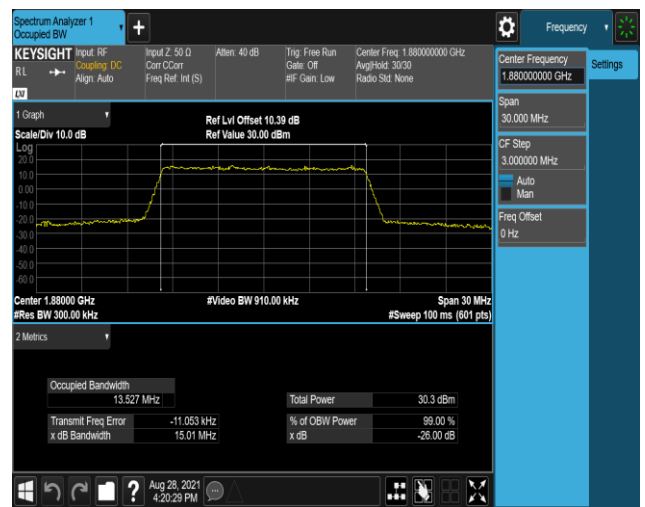 Spectrum Analyzer 1
Occupied BW
+
Frequency
KEYSIGHT
RL
LXI
Input: RF
Coupling: DC
Align: Auto
Input Z: 50 Ω
Corr CCorr
Freq Ref: Int (S)
Atten: 40 dB
Trig: Free Run
Gate: Off
#IF Gain: Low
Center Freq: 1.880000000 GHz
Avg|Hold: 30/30
Radio Std: None
Center Frequency
1.880000000 GHz
Settings
Span
30.000 MHz
CF Step
3.000000 MHz
Auto
Man
Freq Offset
0 Hz
1 Graph
Scale/Div 10.0 dB
Ref Lvl Offset 10.39 dB
Ref Value 30.00 dBm
Log
20.0
10.0
0.00
-10.0
-20.0
-30.0
-40.0
-50.0
-60.0
Center 1.88000 GHz
#Video BW 910.00 kHz
Span 30 MHz
#Res BW 300.00 kHz
#Sweep 100 ms (601 pts)
2 Metrics
Occupied Bandwidth
13.527 MHz
Total Power 30.3 dBm
Transmit Freq Error -11.053 kHz
% of OBW Power 99.00 %
x dB Bandwidth 15.01 MHz
x dB -26.00 dB
?
Aug 28, 2021
4:20:29 PM